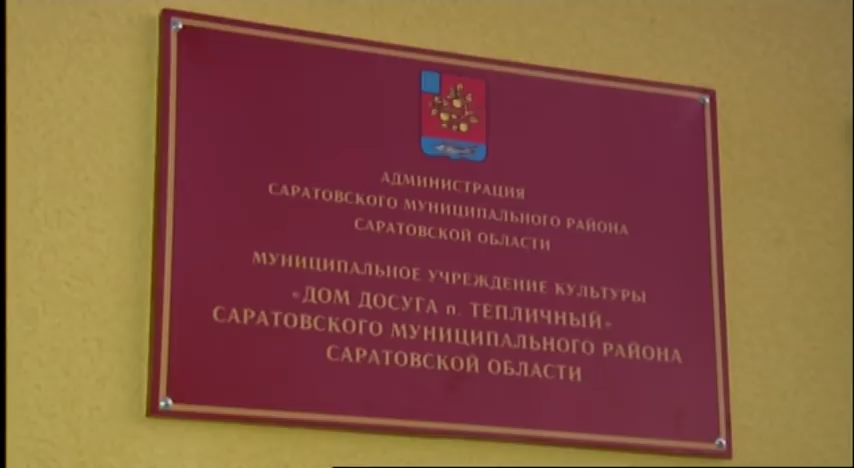 АДМИНИСТРАЦИЯ
САРАТОВСКОГО МУНИЦИПАЛЬНОГО РАЙОНА
САРАТОВСКОЙ ОБЛАСТИ
МУНИЦИПАЛЬНОЕ УЧРЕЖДЕНИЕ КУЛЬТУРЫ
«ДОМ ДОСУГА п. ТЕПЛИЧНЫЙ»
САРАТОВСКОГО МУНИЦИПАЛЬНОГО РАЙОНА
САРАТОВСКОЙ ОБЛАСТИ